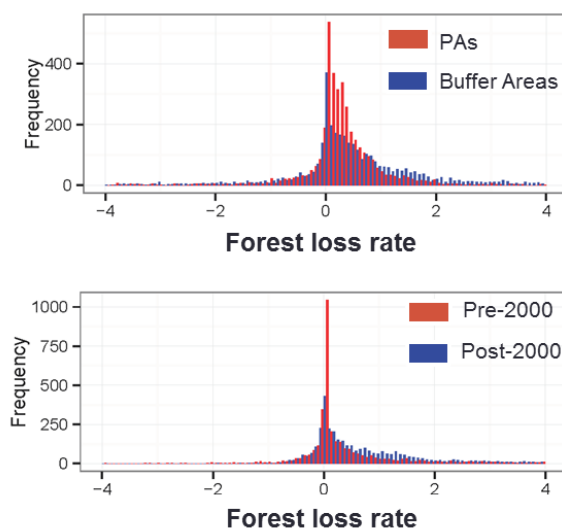 PAs
Buffer Areas
Frequency
400
200
0
−4 −2 0 2 4
Forest loss rate
Pre-2000
Post-2000
Frequency
1000
750
500
250
0
−4 −2 0 2 4
Forest loss rate